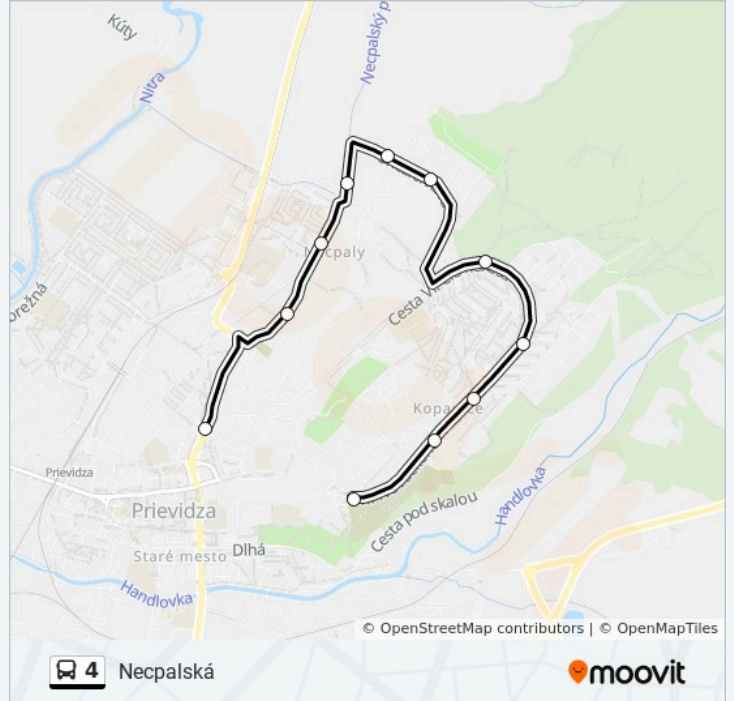 Kúty
Necpalský p
Nitra
Necpaly
Cesta V
brežná
Kopanice
Prievidza
Handlovka
Cesta pod skalou
Prievidza
Staré mesto
Dlhá
Handlovka
© OpenStreetMap contributors | © OpenMapTiles
4 Necpalská
moovit